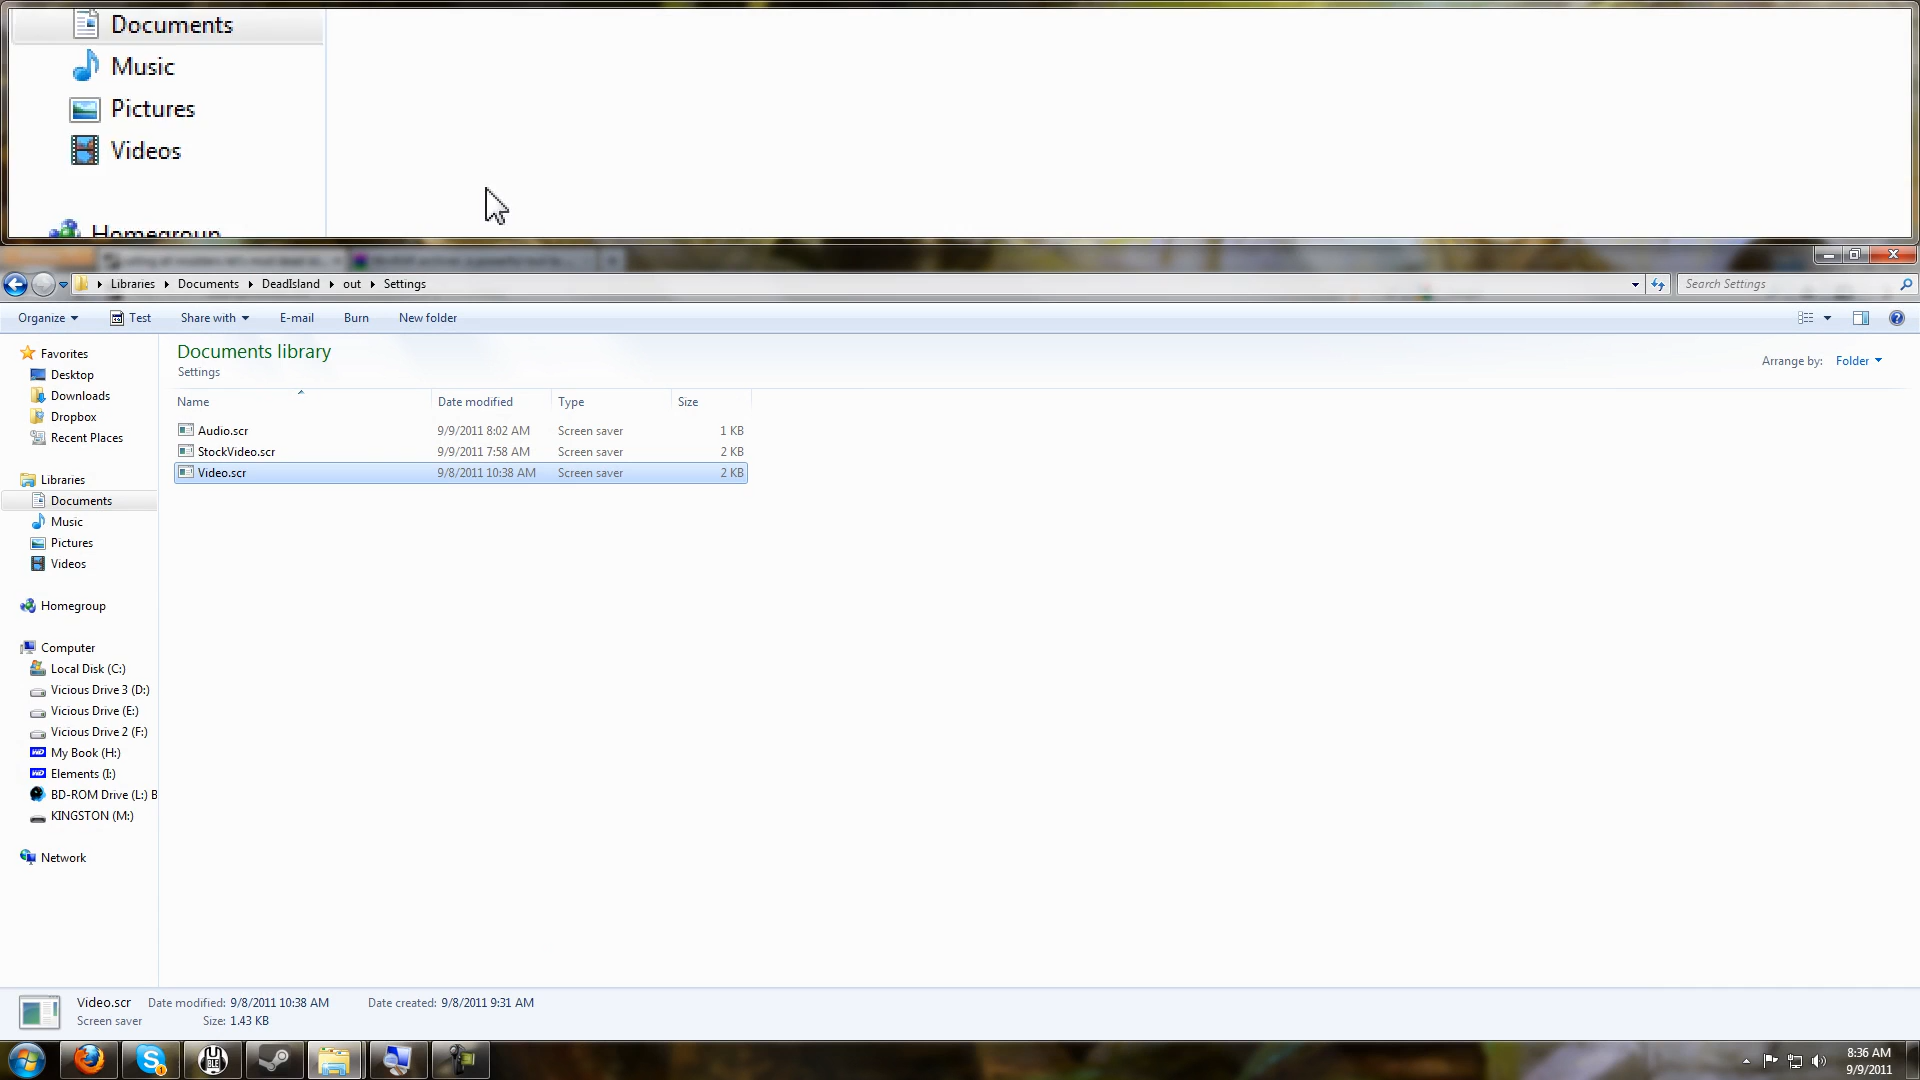 Documents
Music
Pictures
Videos
Homegroup
Libraries Documents DeadIsland out Settings
Search Settings
Organize Test Share with E-mail Burn New folder
Documents library
Settings
Arrange by: Folder
Name Date modified Type Size
Audio.scr 9/9/2011 8:02 AM Screen saver 1 KB
StockVideo.scr 9/9/2011 7:58 AM Screen saver 2 KB
Video.scr 9/8/2011 10:38 AM Screen saver 2 KB
Favorites
Desktop
Downloads
Dropbox
Recent Places
Libraries
Documents
Music
Pictures
Videos
Homegroup
Computer
Local Disk (C:)
Vicious Drive 3 (D:)
Vicious Drive (E:)
Vicious Drive 2 (F:)
My Book (H:)
Elements (I:)
BD-ROM Drive (L:) B
KINGSTON (M:)
Network
Video.scr Date modified: 9/8/2011 10:38 AM Date created: 9/8/2011 9:31 AM
Screen saver Size: 1.43 KB
8:36 AM
9/9/2011